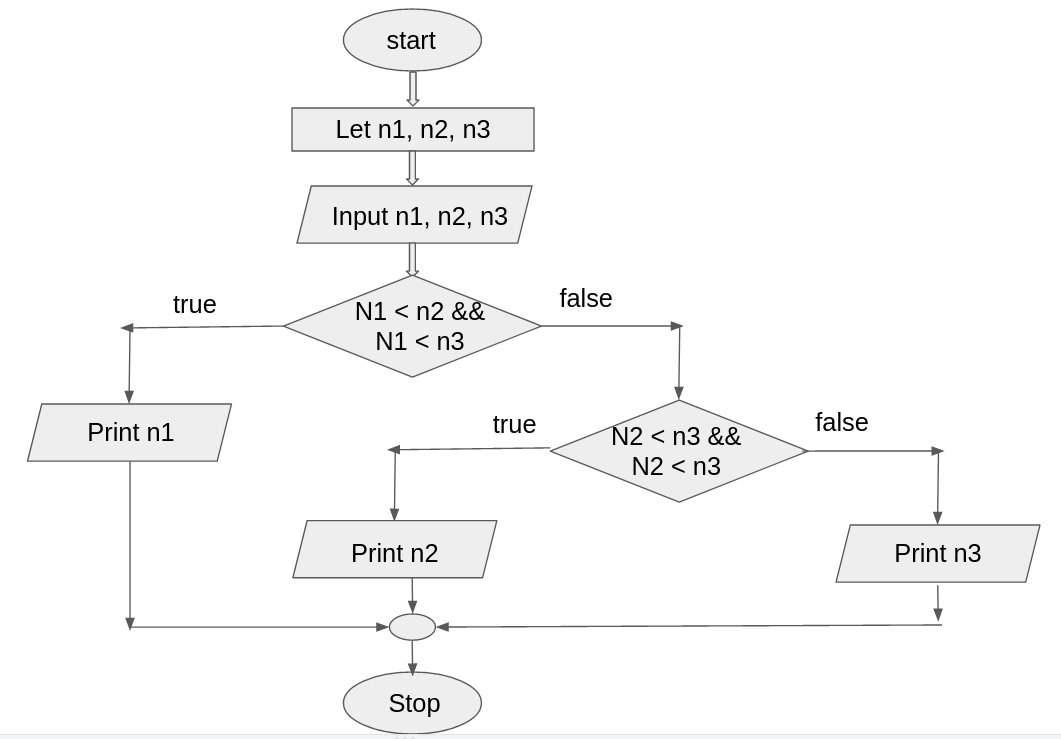 start
Let n1, n2, n3
Input n1, n2, n3
true
false
N1 < n2 &&
N1 < n3
Print n1
true
false
N2 < n3 &&
N2 < n3
Print n2
Print n3
Stop